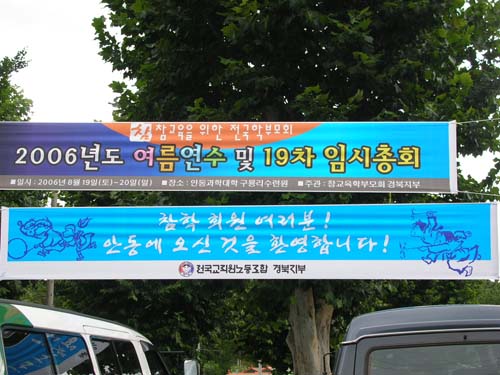 참 참교육을 위한 전국학부모회
2006년도 여름연수 및 19차 임시총회
■ 일시 : 2006년 8월 19일(토)~20일(일) ■ 장소 : 안동과학대학 구룡리수련원 ■ 주관 : 참교육학부모회 경북지부
참학 회원 여러분!
안동에 오신 것을 환영합니다!
전국교직원노동조합 경북지부